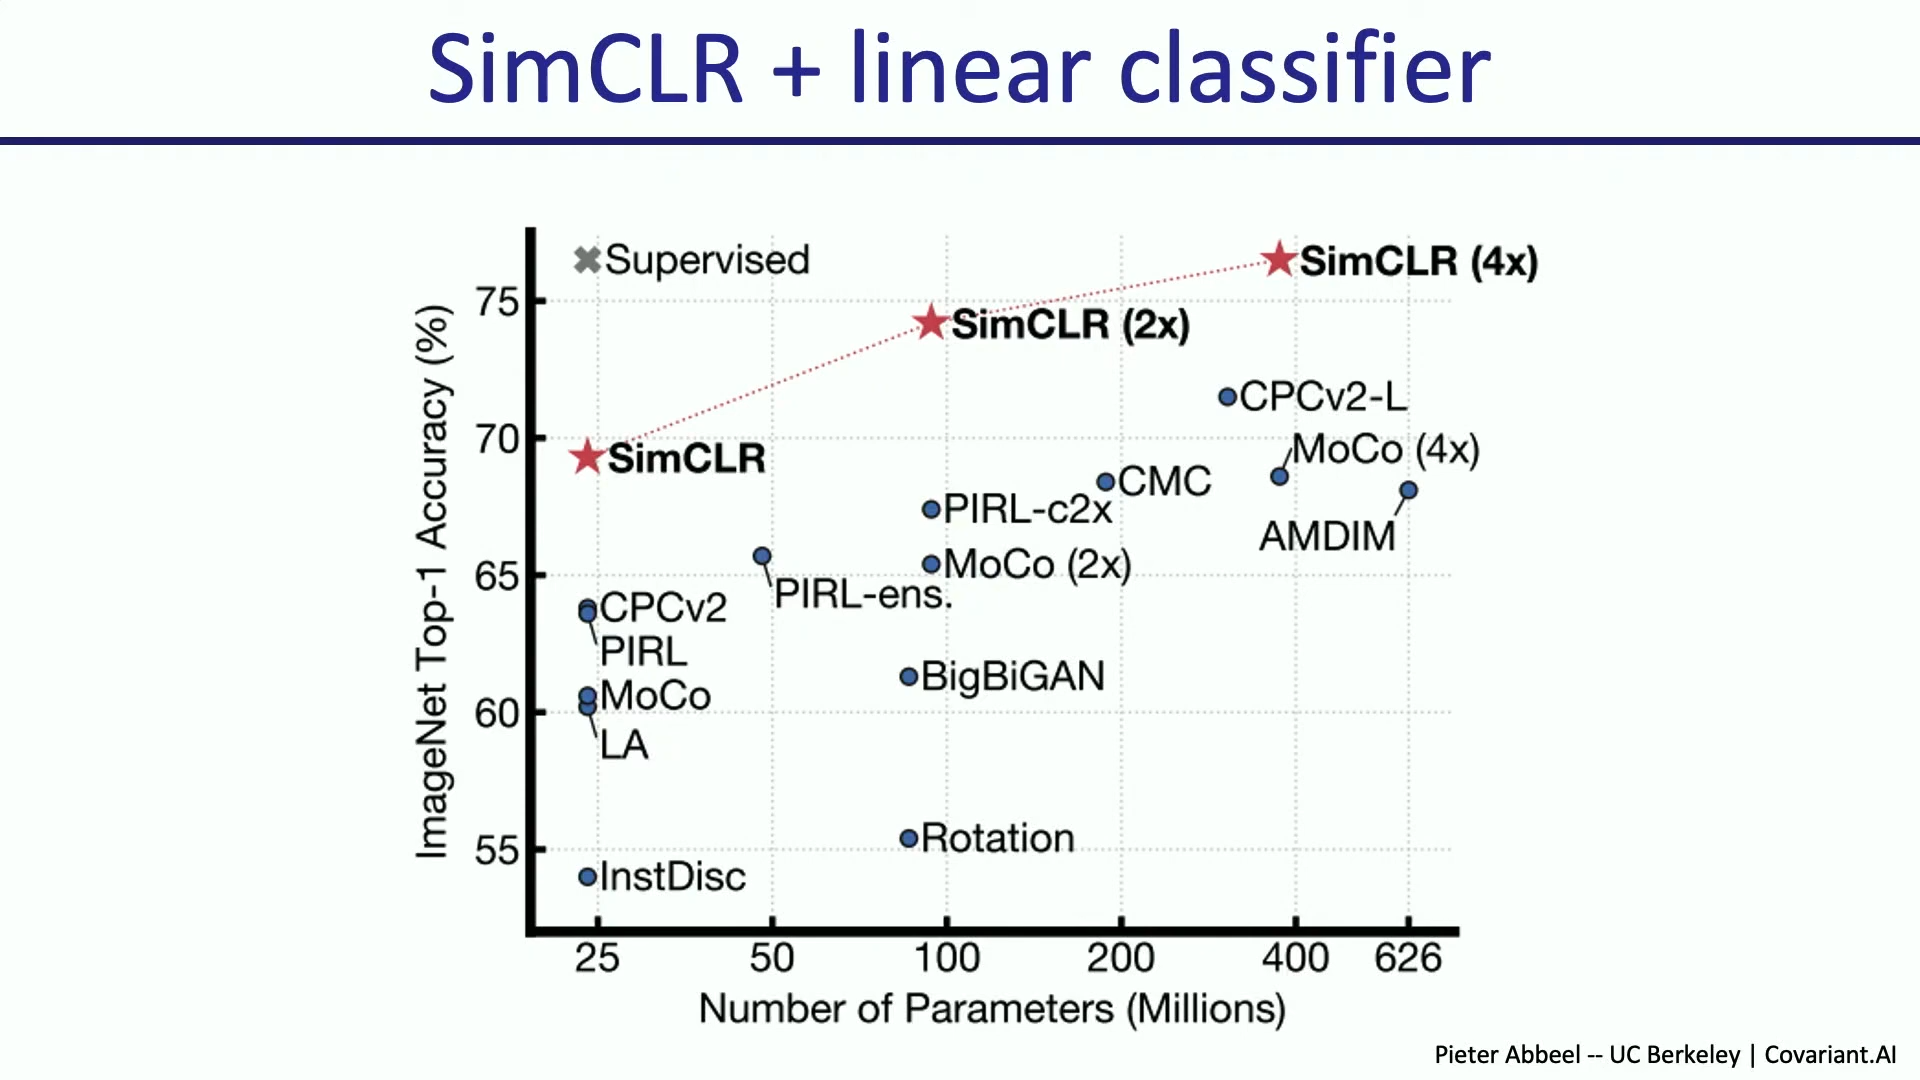 SimCLR + linear classifier
Supervised
SimCLR (4x)
75
SimCLR (2x)
CPCv2-L
70
MoCo (4x)
SimCLR
CMC
PIRL-c2x
AMDIM
MoCo (2x)
65
PIRL-ens.
CPCv2
PIRL
BigBiGAN
MoCo
60
LA
Rotation
55
InstDisc
ImageNet Top-1 Accuracy (%)
25 50 100 200 400 626
Number of Parameters (Millions)
Pieter Abbeel -- UC Berkeley | Covariant.AI